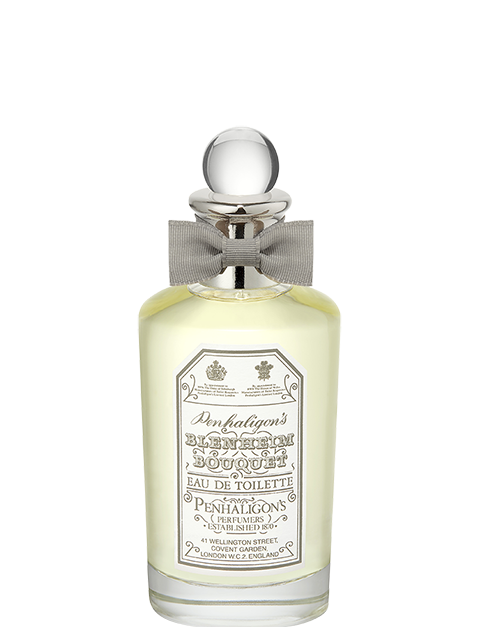 Penhaligon's
BLENHEIM
BOUQUET
EAU DE TOILETTE
PENHALIGON'S
(PERFUMERS)
ESTABLISHED 1870
41 WELLINGTON STREET,
COVENT GARDEN,
LONDON W.C.2. ENGLAND